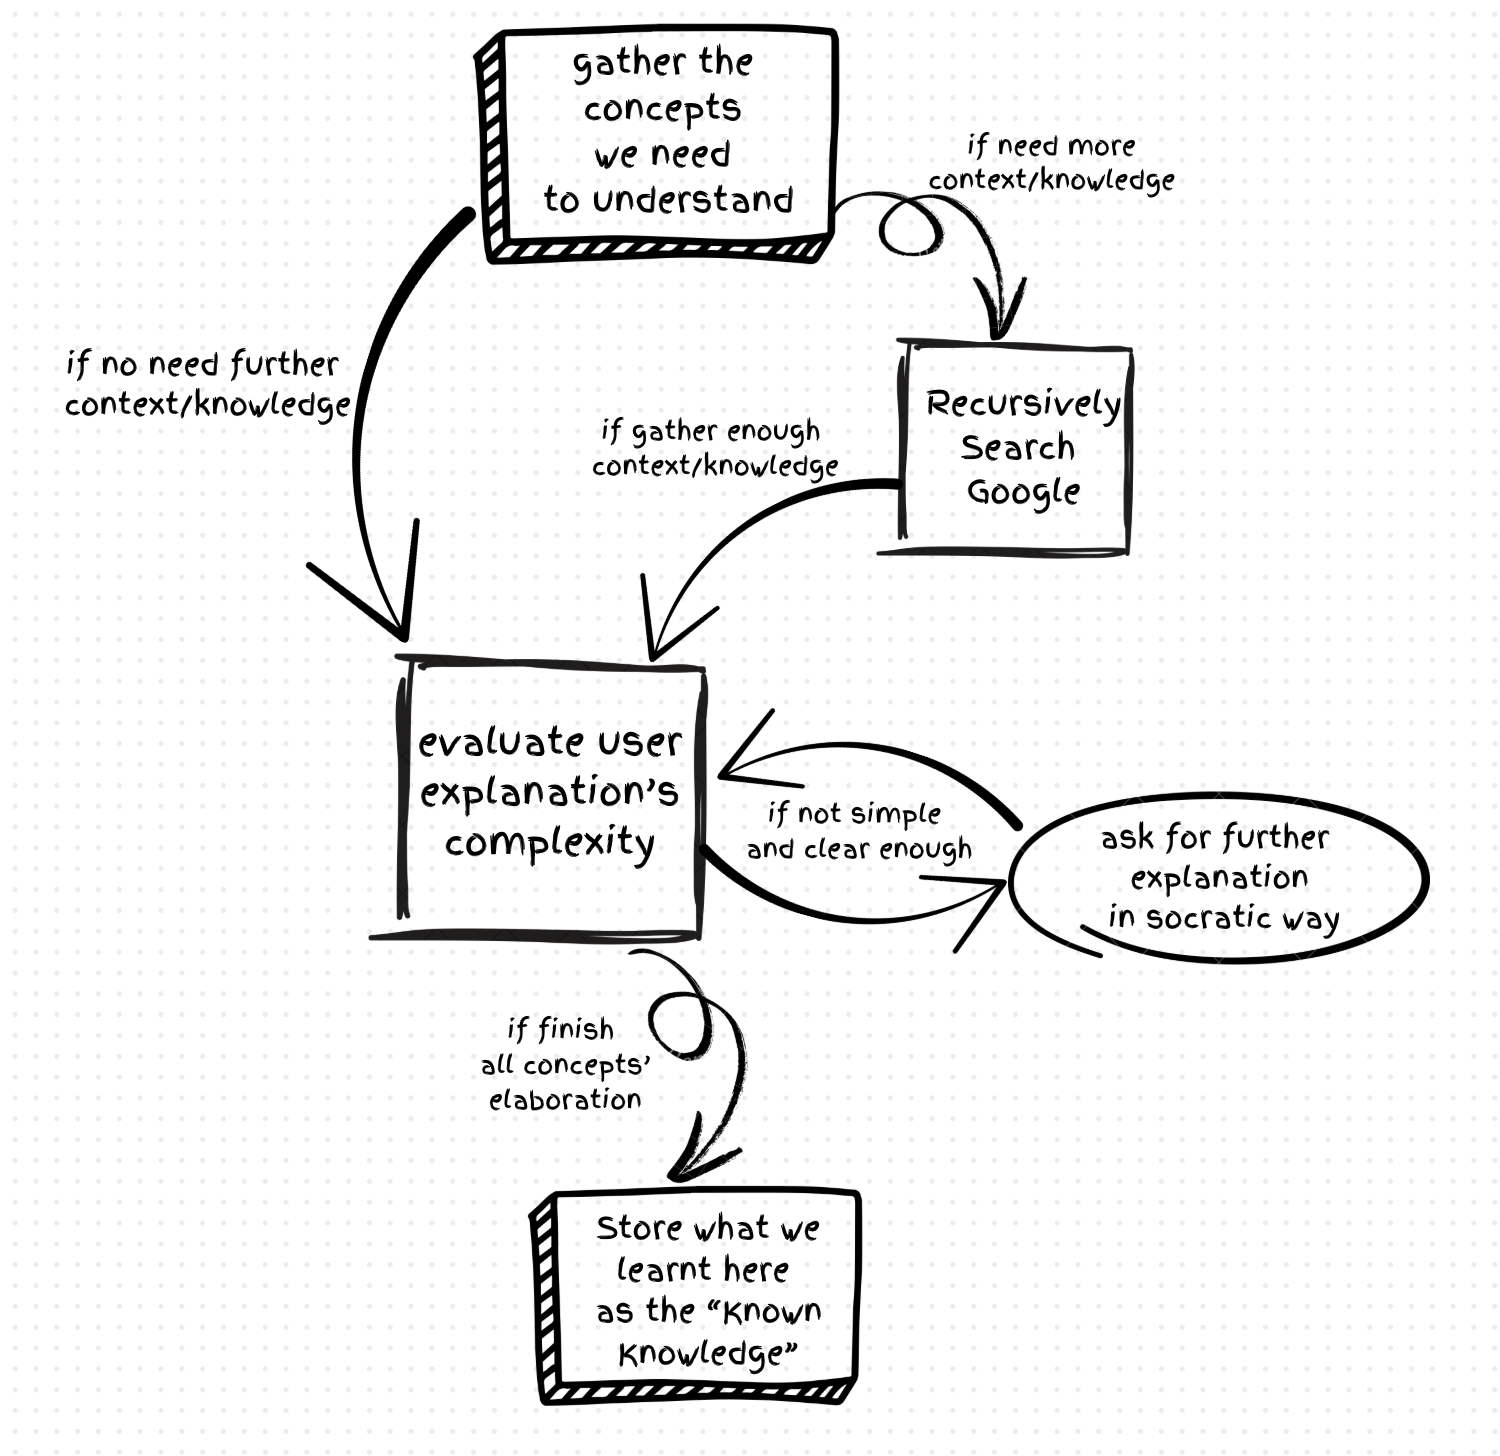 gather the
concepts
we need
to understand
if need more
context/knowledge
if no need further
context/knowledge
if gather enough
context/knowledge
Recursively
Search
Google
evaluate user
explanation's
complexity
if not simple
and clear enough
ask for further
explanation
in socratic way
if finish
all concepts'
elaboration
Store what we
learnt here
as the “Known
Knowledge”